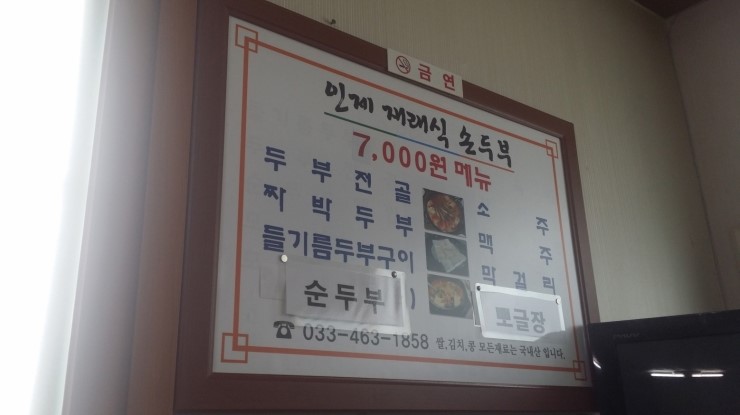 금연
인제 재래식 손두부
7,000원 메뉴
두부전골 소주
짜박두부 맥주
들기름두부구이 막걸리
순두부 ) 뽀글장
☎ 033-463-1858 쌀,김치,콩 모든재료는 국내산 입니다.